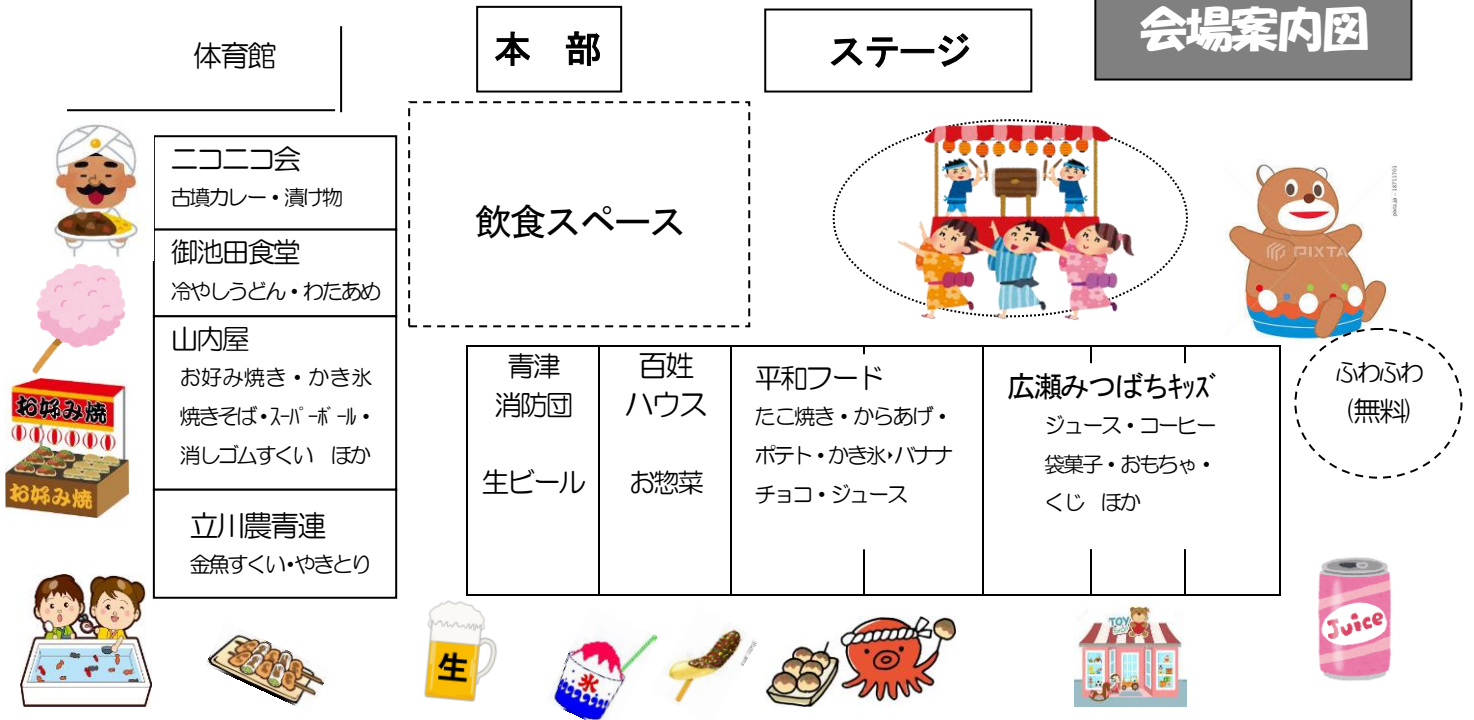 会場案内図
体育館
本 部
ステージ
飲食スペース
ニコニコ会
古墳カレー・漬け物
御池田食堂
冷やしうどん・わたあめ
山内屋
お好み焼き・かき氷
焼きそば・ｽｰﾊﾟｰﾎﾞｰﾙ・
消しゴムすくい ほか
立川農青連
金魚すくい・やきとり
青津
消防団
生ビール
百姓
ハウス
お惣菜
平和フード
たこ焼き・からあげ・
ポテト・かき氷・バナナ
チョコ・ジュース
広瀬みつばちｷｯｽﾞ
ジュース・コーヒー
袋菓子・おもちゃ・
くじ ほか
ふわふわ
(無料)
お好み焼
お好み焼
生
氷
TOY
Juice
PIXTA